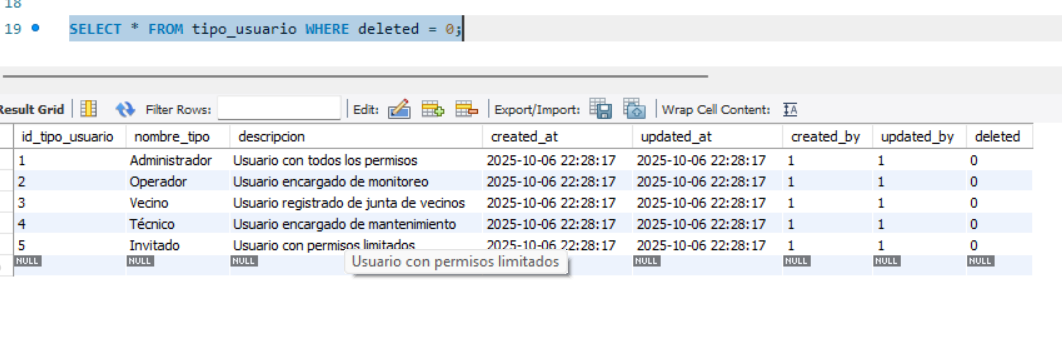 18
19 SELECT * FROM tipo_usuario WHERE deleted = 0;
Result Grid Filter Rows: Edit: Export/Import: Wrap Cell Content:
id_tipo_usuario nombre_tipo descripcion created_at updated_at created_by updated_by deleted
1 Administrador Usuario con todos los permisos 2025-10-06 22:28:17 2025-10-06 22:28:17 1 1 0
2 Operador Usuario encargado de monitoreo 2025-10-06 22:28:17 2025-10-06 22:28:17 1 1 0
3 Vecino Usuario registrado de junta de vecinos 2025-10-06 22:28:17 2025-10-06 22:28:17 1 1 0
4 Técnico Usuario encargado de mantenimiento 2025-10-06 22:28:17 2025-10-06 22:28:17 1 1 0
5 Invitado Usuario con permisos limitados 2025-10-06 22:28:17 2025-10-06 22:28:17 1 1 0
NULL NULL NULL NULL NULL NULL NULL
Usuario con permisos limitados